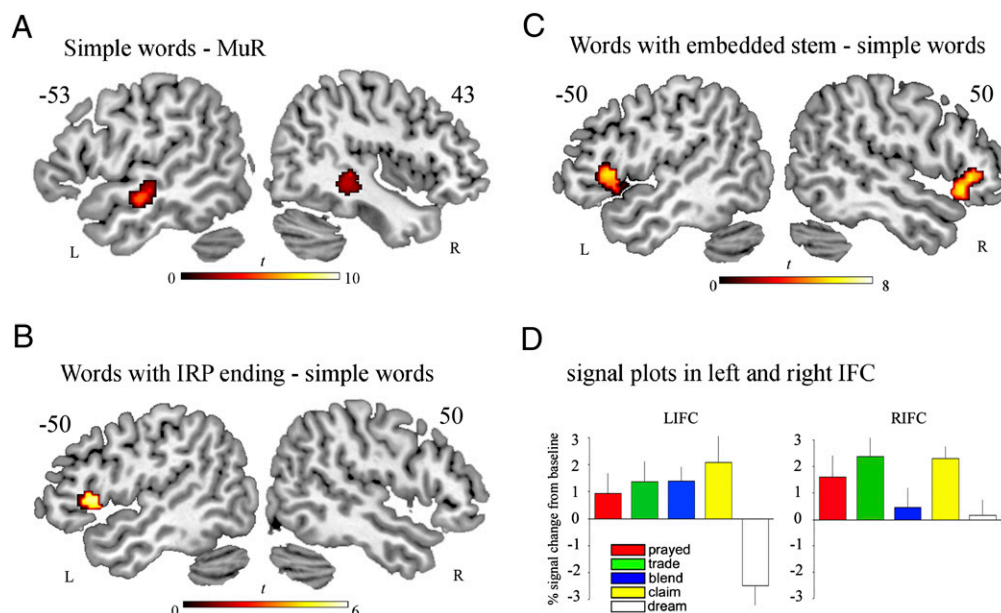 A
Simple words - MuR
-53
43
L
R
t
0
10
B
Words with IRP ending - simple words
-50
50
L
R
t
0
6
C
Words with embedded stem - simple words
-50
50
L
R
t
0
8
D
signal plots in left and right IFC
LIFC
RIFC
% signal change from baseline
3
2
1
0
-1
-2
-3
3
2
1
0
-1
-2
-3
prayed
trade
blend
claim
dream